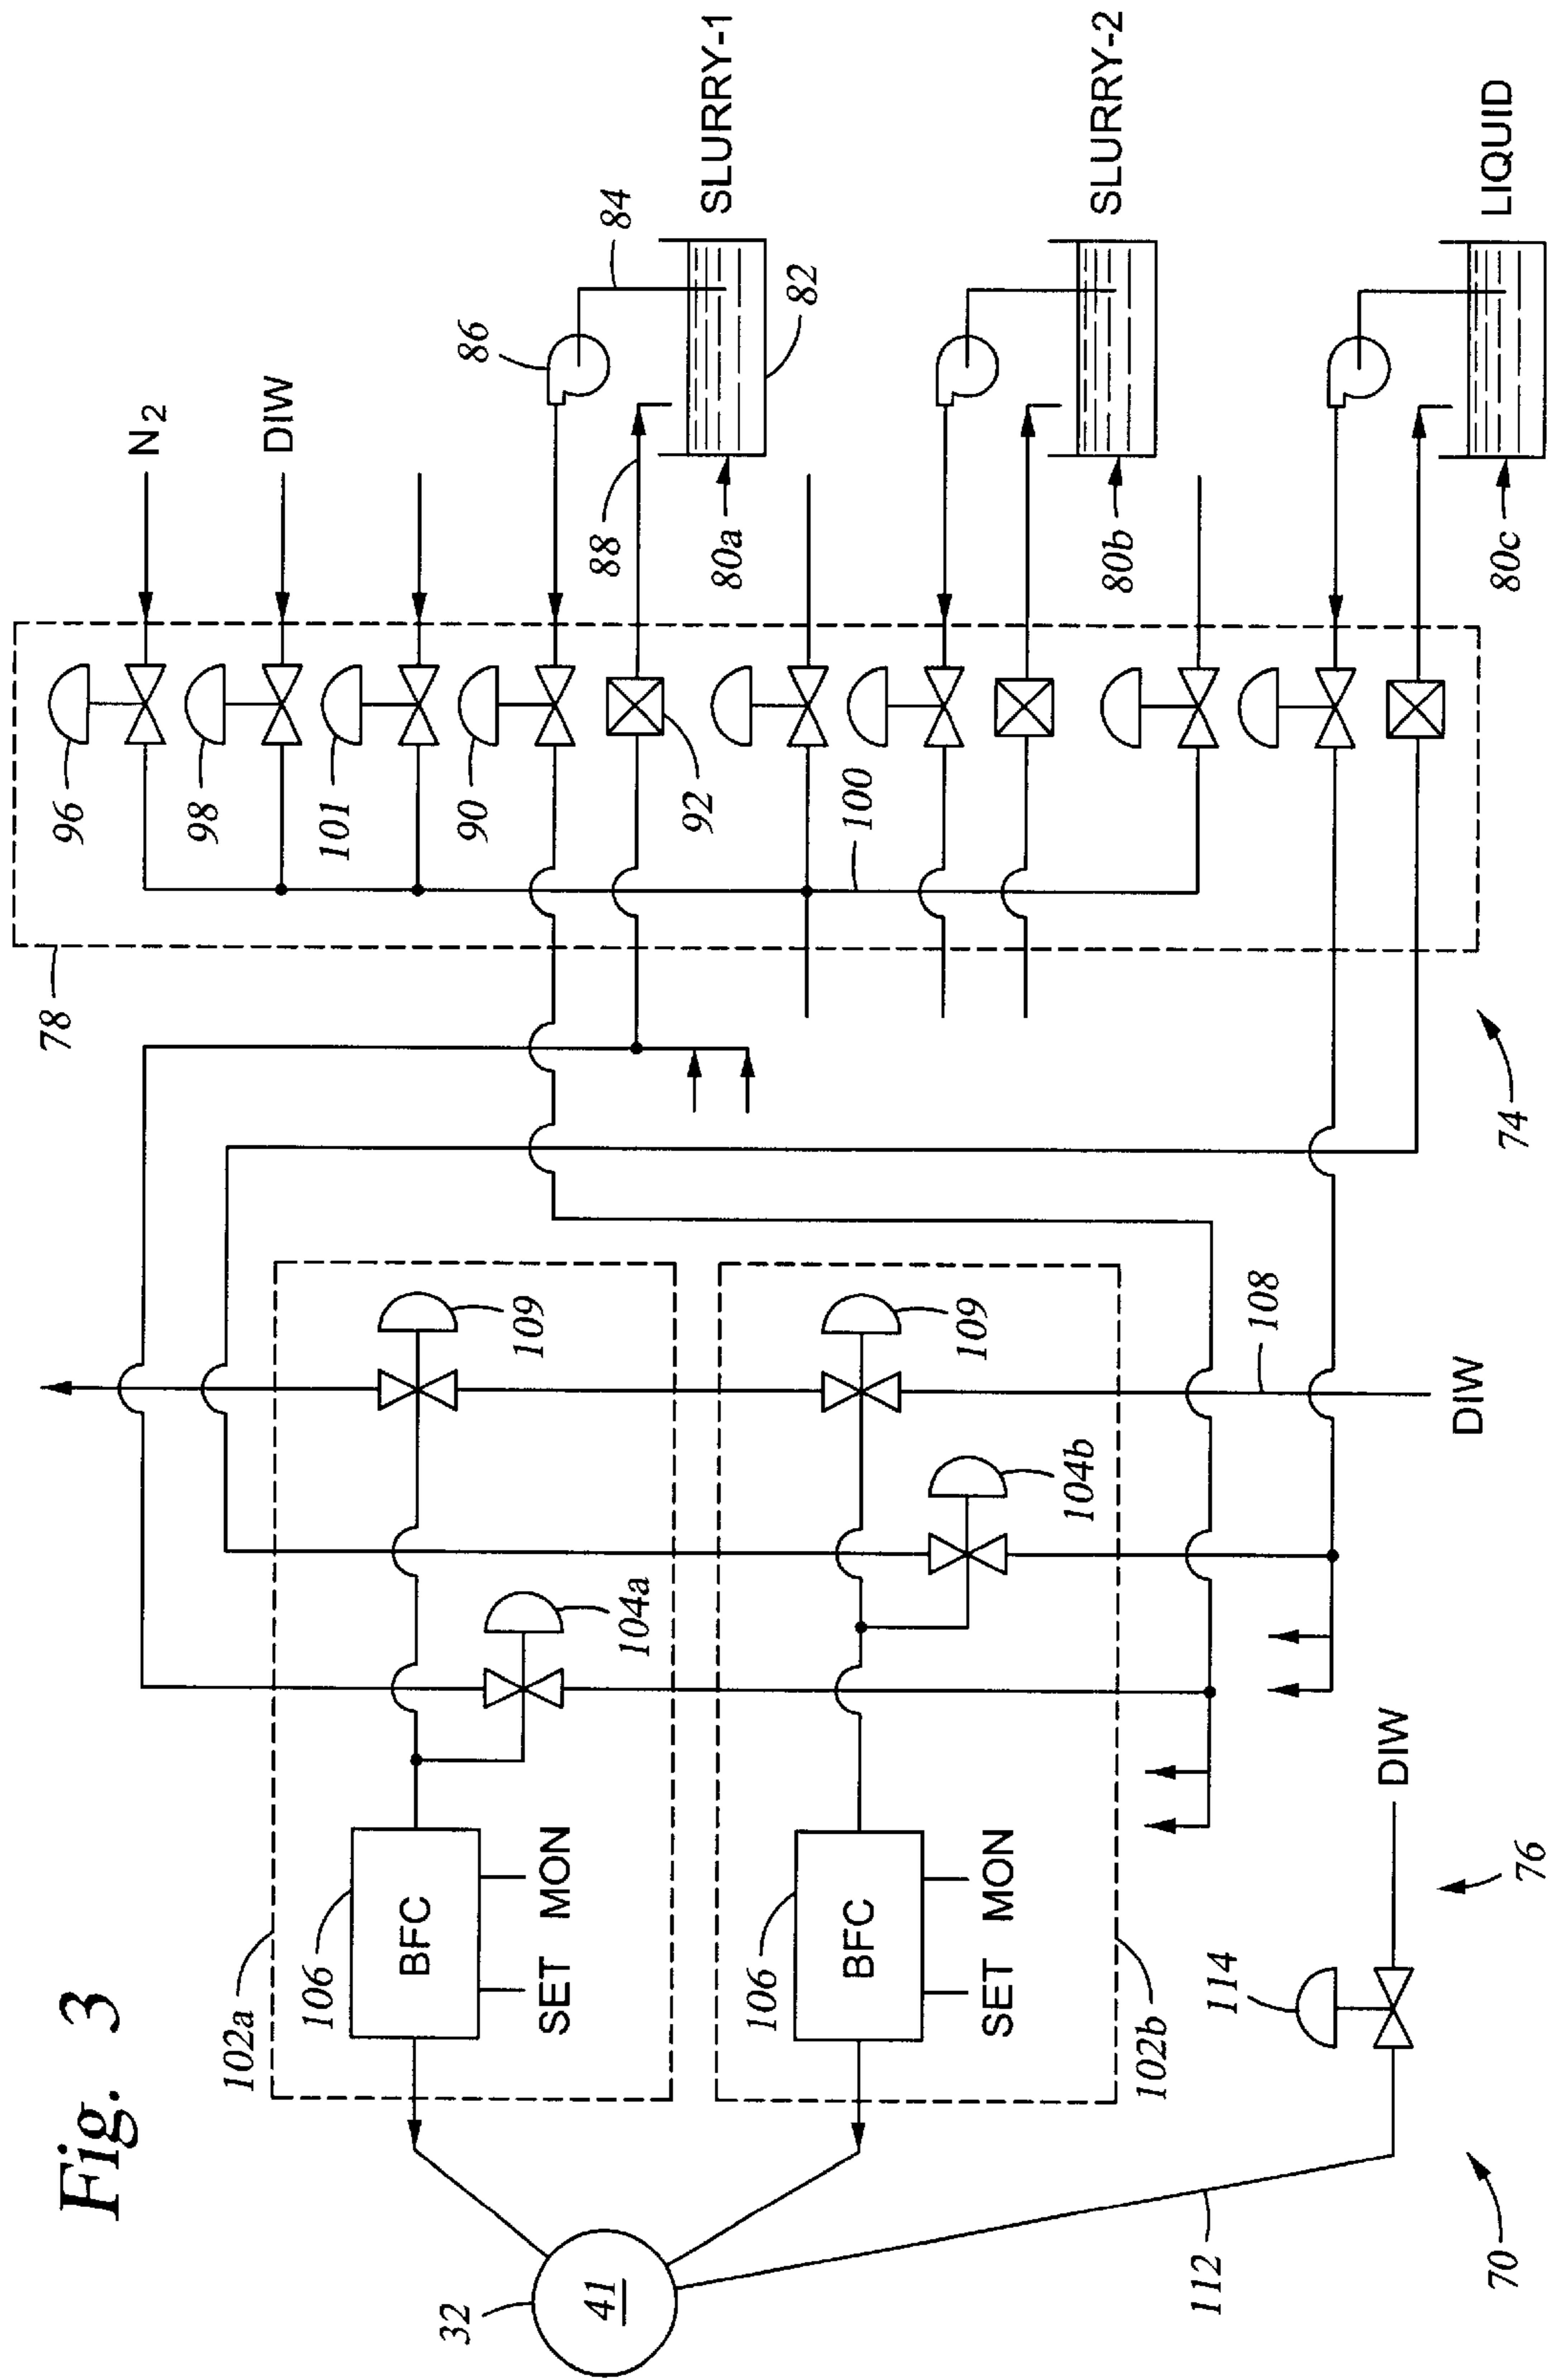 Fig. 3
N2
DIW
96
98
101
90
86
84
SLURRY-1
88
82
80a
92
78
100
SLURRY-2
80b
LIQUID
80c
74
109
109
108
DIW
104a
104b
102a
106
BFC
SET MON
106
BFC
SET MON
102b
DIW
76
114
32
41
112
70